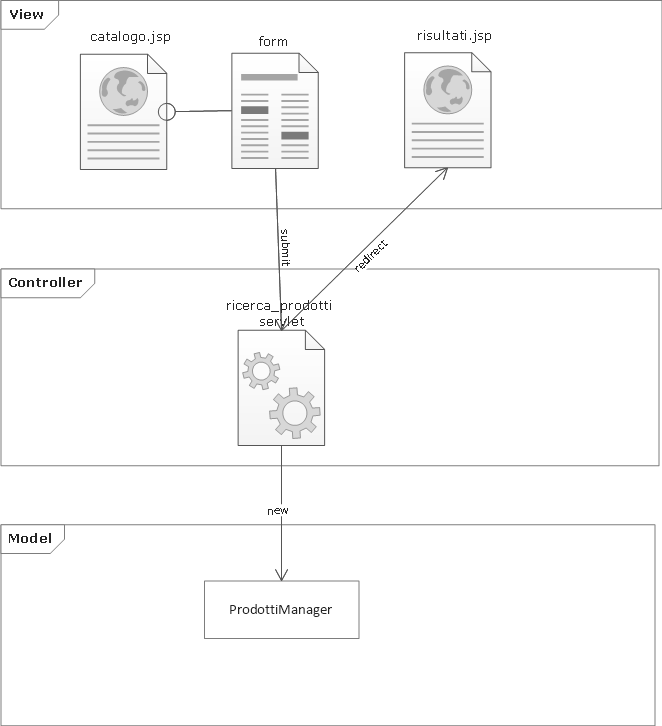 View
catalogo.jsp
form
risultati.jsp
submit
redirect
Controller
ricerca_prodotti
servlet
new
Model
ProdottiManager